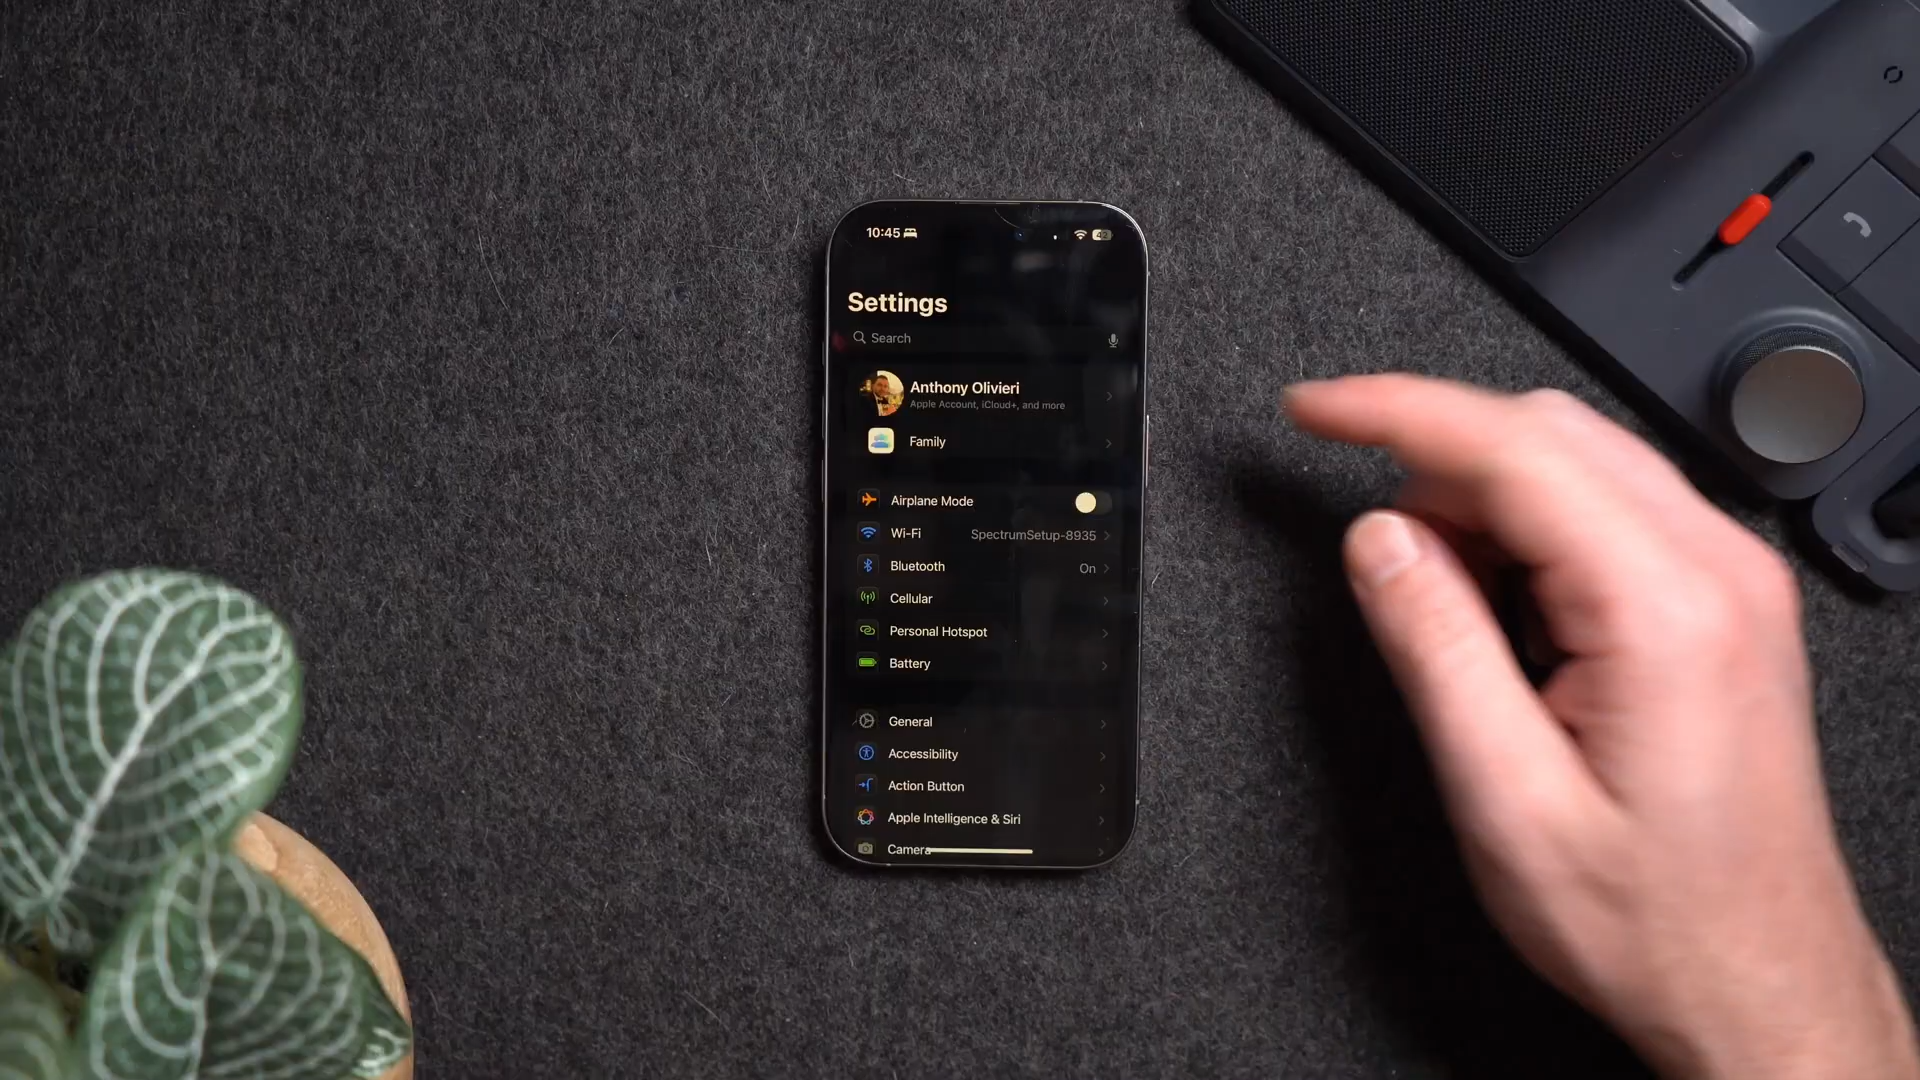 10:45
42
Settings
Search
Anthony Olivieri
Apple Account, iCloud+, and more
Family
Airplane Mode
Wi-Fi SpectrumSetup-8935
Bluetooth On
Cellular
Personal Hotspot
Battery
General
Accessibility
Action Button
Apple Intelligence & Siri
Camera